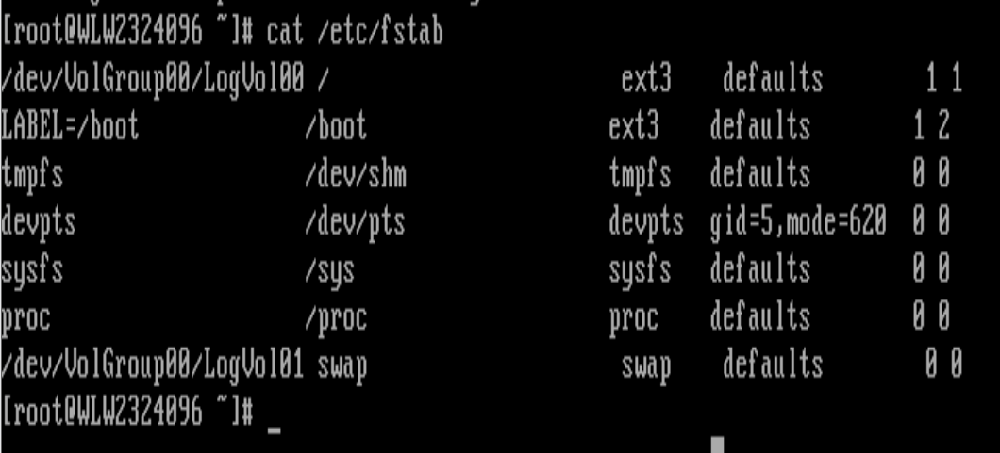 [root@WLW2324096 ~]# cat /etc/fstab
/dev/VolGroup00/LogVol00 /                       ext3    defaults        1 1
LABEL=/boot             /boot                   ext3    defaults        1 2
tmpfs                   /dev/shm                tmpfs   defaults        0 0
devpts                  /dev/pts                devpts  gid=5,mode=620  0 0
sysfs                   /sys                    sysfs   defaults        0 0
proc                    /proc                   proc    defaults        0 0
/dev/VolGroup00/LogVol01 swap                    swap    defaults        0 0
[root@WLW2324096 ~]# _